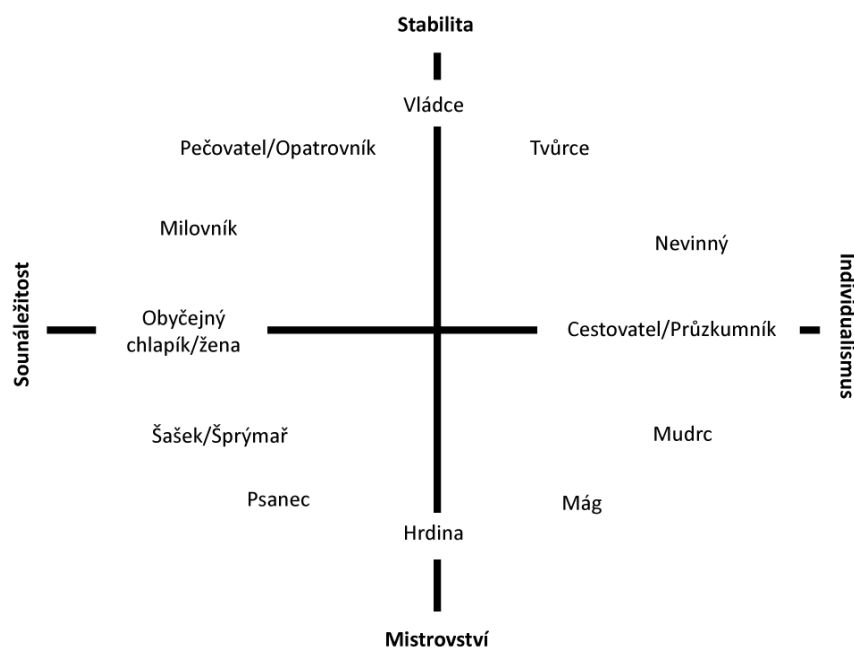 Stabilita
Vládce
Pečovatel/Opatrovník
Tvůrce
Milovník
Nevinný
Sounáležitost
Obyčejný
chlapík/žena
Cestovatel/Průzkumník
Individualismus
Šašek/Šprýmař
Mudrc
Psanec
Mág
Hrdina
Mistrovství